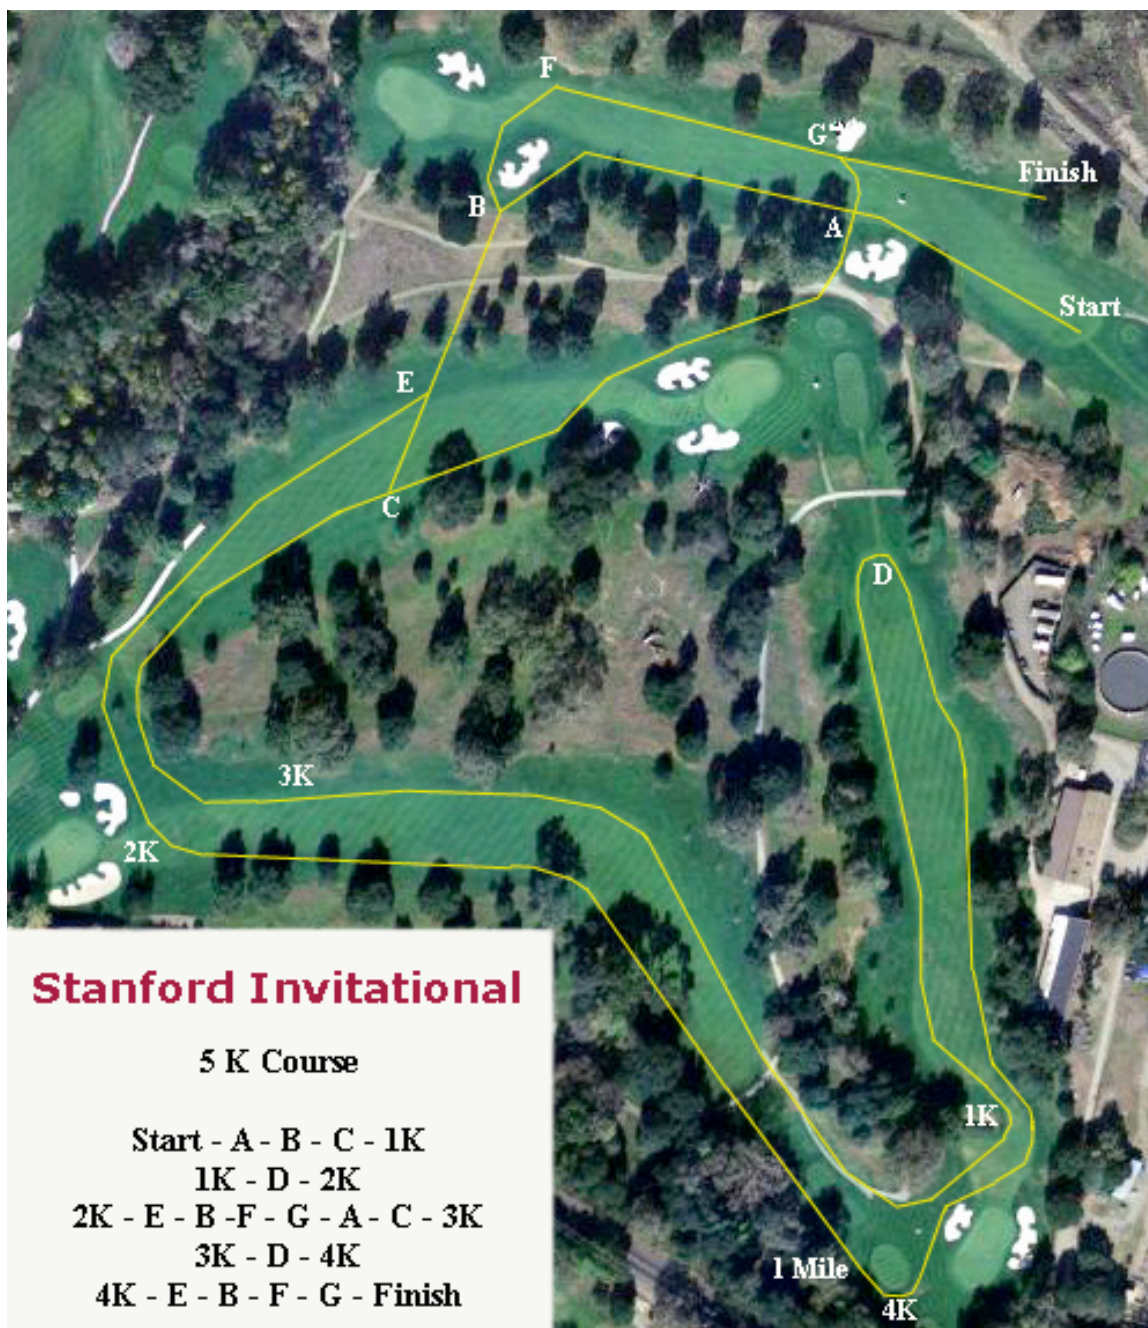 F
G
Finish
B
A
Start
E
C
D
3K
2K
1K
1 Mile
4K
Stanford Invitational
5 K Course
Start - A - B - C - 1K
1K - D - 2K
2K - E - B -F - G - A - C - 3K
3K - D - 4K
4K - E - B - F - G - Finish